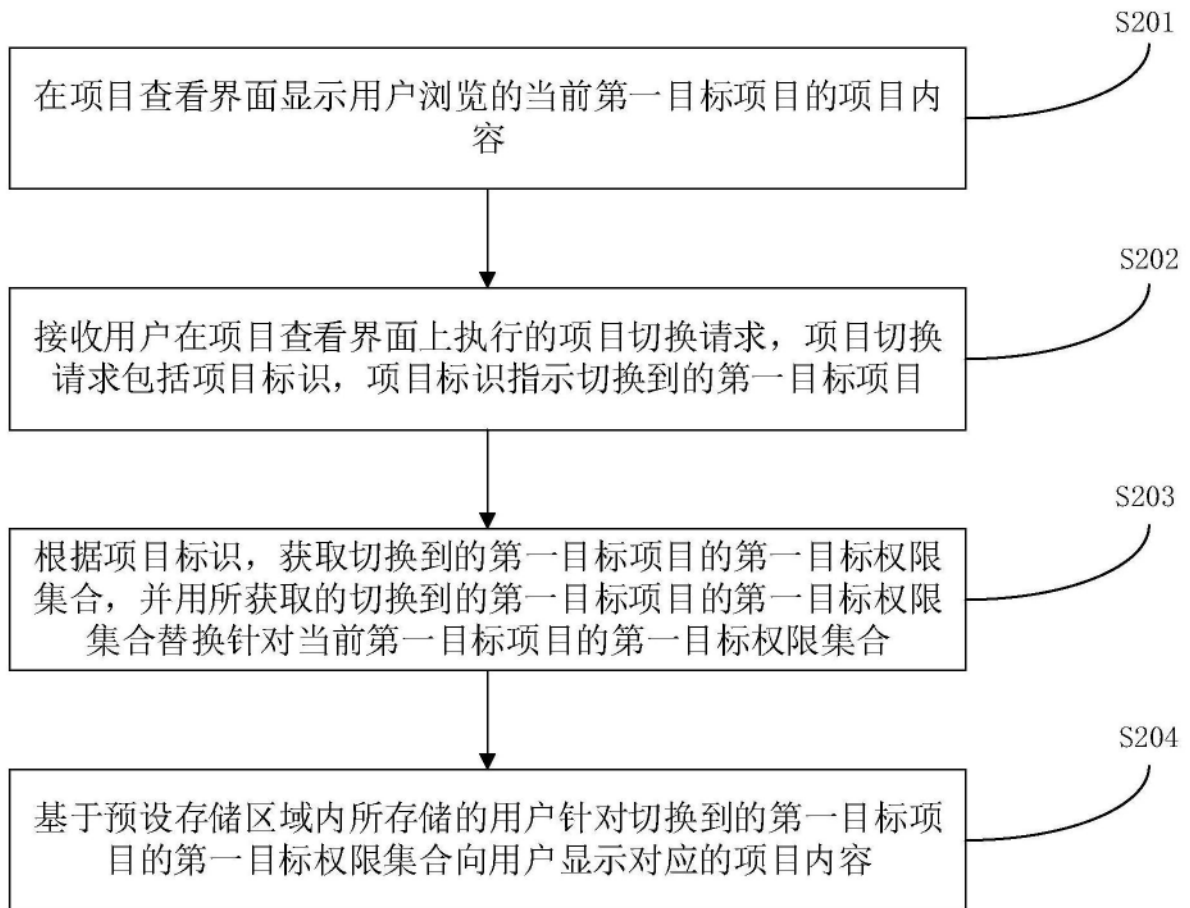 S201
在项目查看界面显示用户浏览的当前第一目标项目的项目内
容
S202
接收用户在项目查看界面上执行的项目切换请求，项目切换
请求包括项目标识，项目标识指示切换到的第一目标项目
S203
根据项目标识，获取切换到的第一目标项目的第一目标权限
集合，并用所获取的切换到的第一目标项目的第一目标权限
集合替换针对当前第一目标项目的第一目标权限集合
S204
基于预设存储区域内所存储的用户针对切换到的第一目标项
目的第一目标权限集合向用户显示对应的项目内容